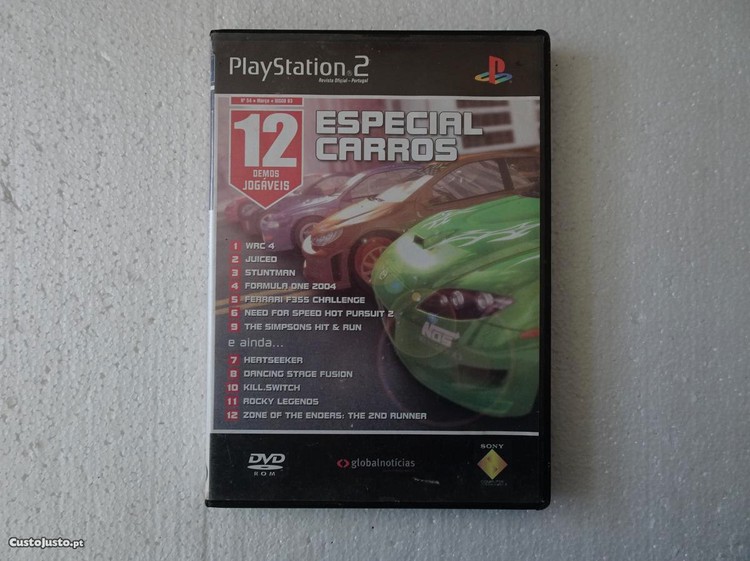 PlayStation 2
Revista Oficial - Portugal
12
DEMOS
JOGÁVEIS
ESPECIAL
CARROS
1 WRC 4
2 JUICED
3 STUNTMAN
4 FORMULA ONE 2004
5 FERRARI F355 CHALLENGE
6 NEED FOR SPEED HOT PURSUIT 2
9 THE SIMPSONS HIT & RUN
e ainda...
7 HEATSEEKER
8 DANCING STAGE FUSION
10 KILL.SWITCH
11 ROCKY LEGENDS
12 ZONE OF THE ENDERS: THE 2ND RUNNER
DVD
ROM
globalnotícias
SONY
CustoJusto.pt